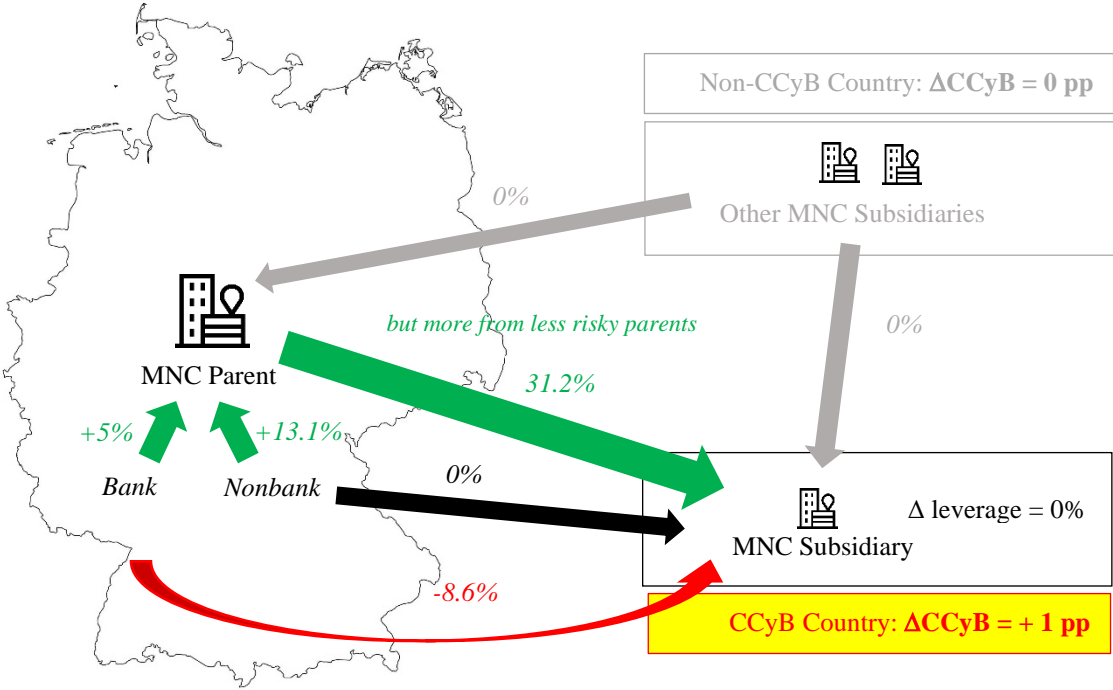 Non-CCyB Country: ΔCCyB = 0 pp
0%
Other MNC Subsidiaries
but more from less risky parents
0%
MNC Parent
31.2%
+5%
+13.1%
Bank
Nonbank
0%
Δ leverage = 0%
MNC Subsidiary
-8.6%
CCyB Country: ΔCCyB = + 1 pp